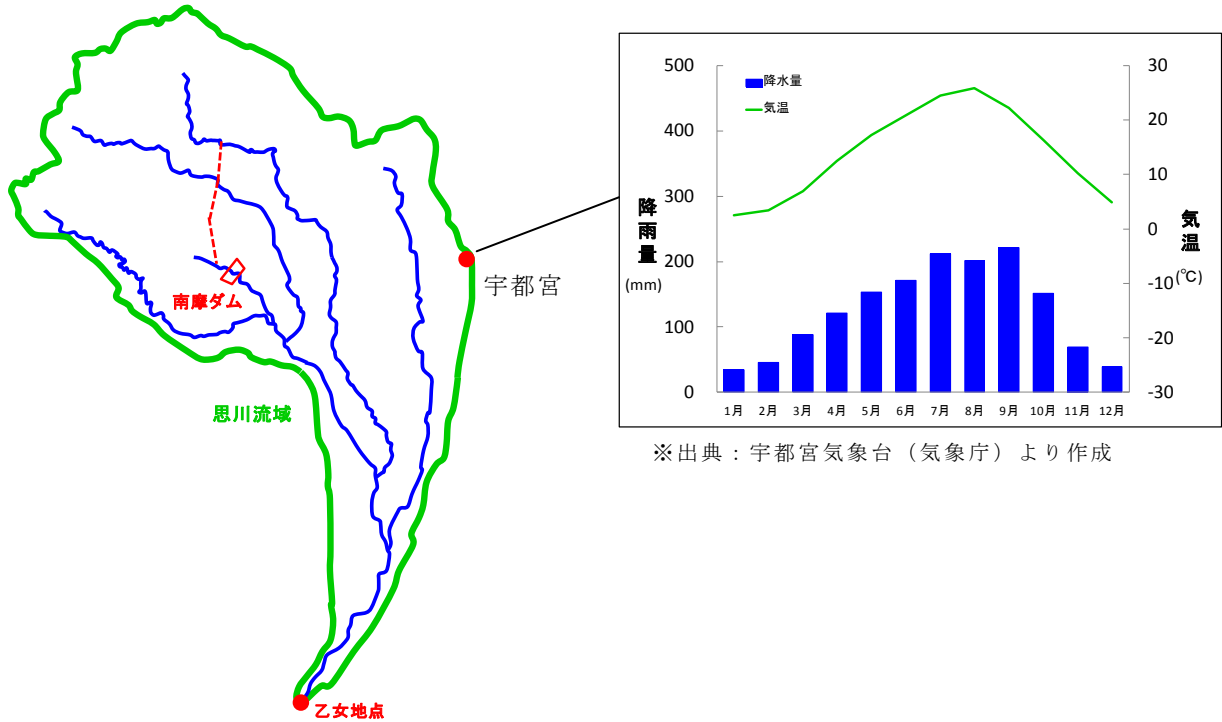 宇都宮
南摩ダム
思川流域
乙女地点
降水量
気温
500
400
300
200
100
0
30
20
10
0
-10
-20
-30
降雨量
(mm)
気温
(℃)
1月 2月 3月 4月 5月 6月 7月 8月 9月 10月 11月 12月
※出典：宇都宮気象台（気象庁）より作成